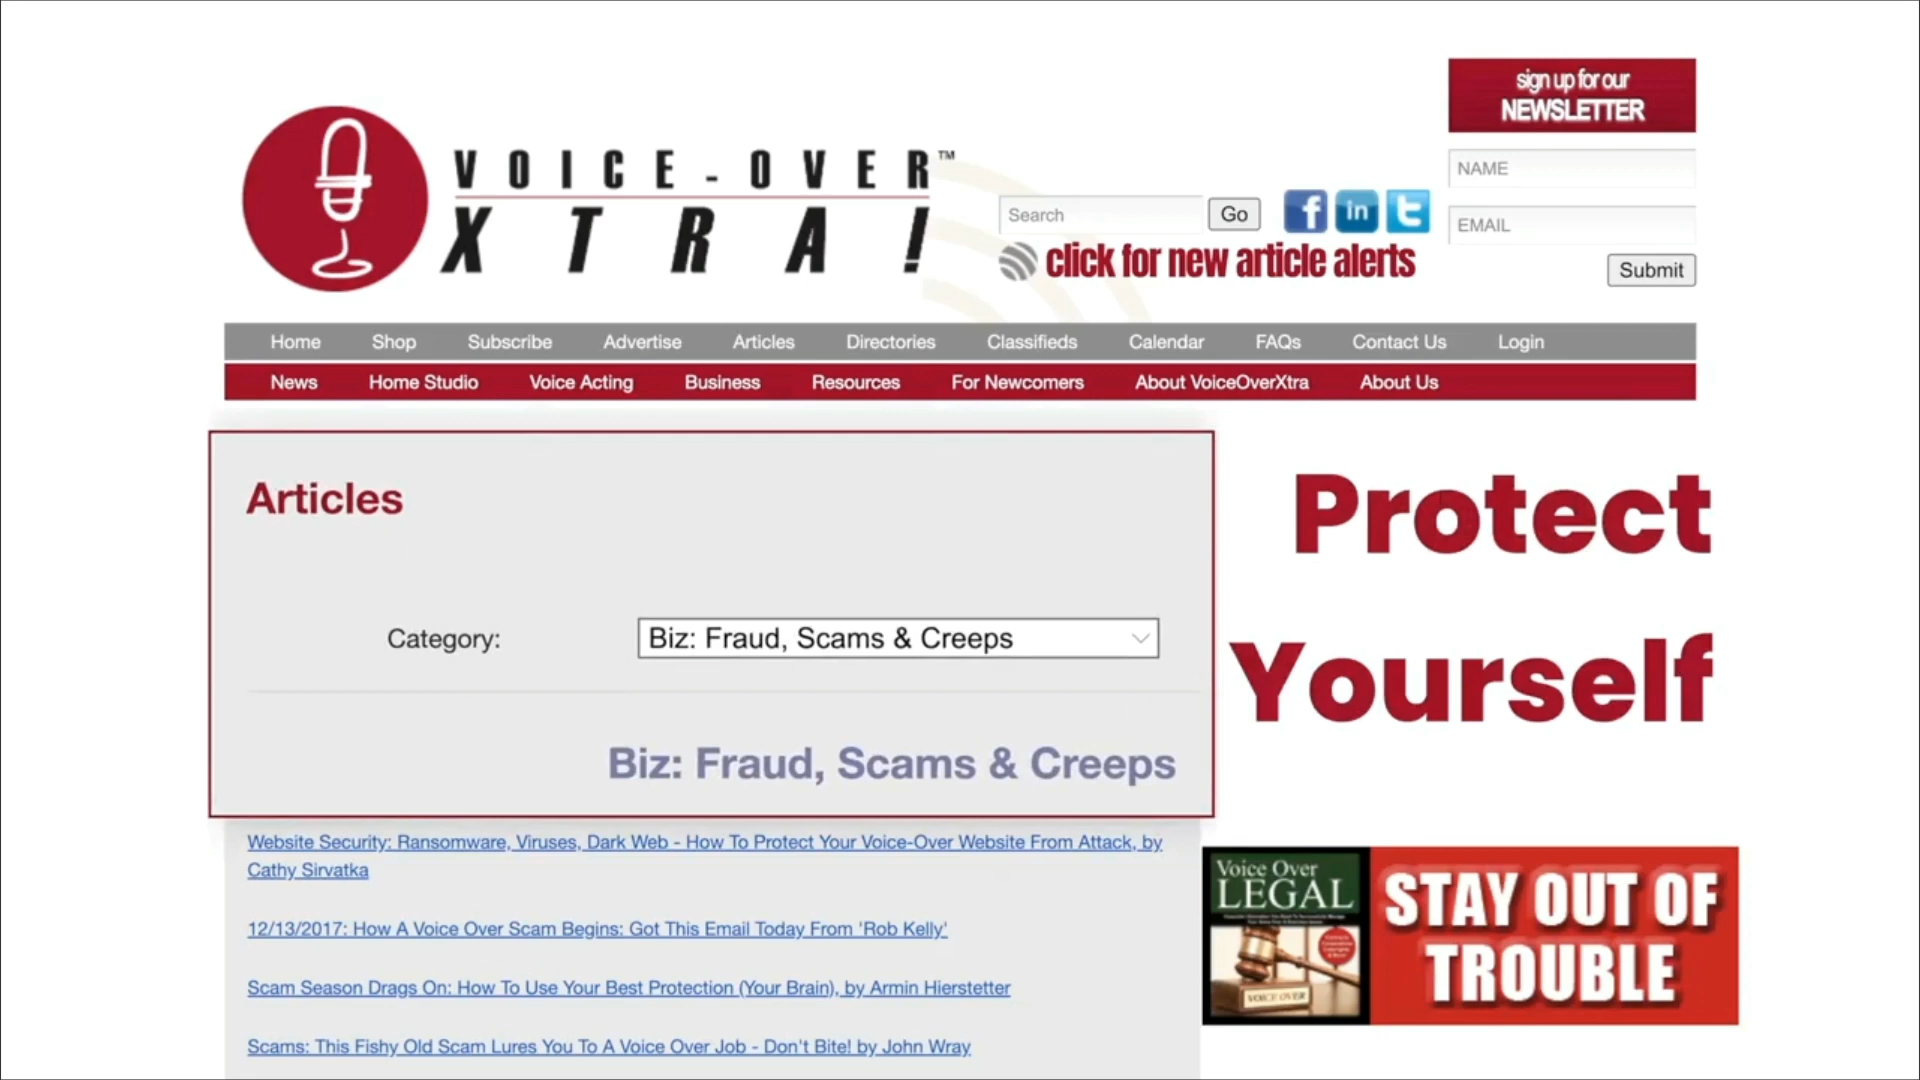 sign up for our
NEWSLETTER
VOICE-OVER™
XTRA!
NAME
Search
Go
EMAIL
click for new article alerts
Submit
Home Shop Subscribe Advertise Articles Directories Classifieds Calendar FAQs Contact Us Login
News Home Studio Voice Acting Business Resources For Newcomers About VoiceOverXtra About Us
Articles
Category: Biz: Fraud, Scams & Creeps
Biz: Fraud, Scams & Creeps
Protect
Yourself
Website Security: Ransomware, Viruses, Dark Web - How To Protect Your Voice-Over Website From Attack, by
Cathy Sirvatka
12/13/2017: How A Voice Over Scam Begins: Got This Email Today From 'Rob Kelly'
Scam Season Drags On: How To Use Your Best Protection (Your Brain), by Armin Hierstetter
Scams: This Fishy Old Scam Lures You To A Voice Over Job - Don't Bite! by John Wray
Voice Over
LEGAL
VOICE OVER
STAY OUT OF
TROUBLE